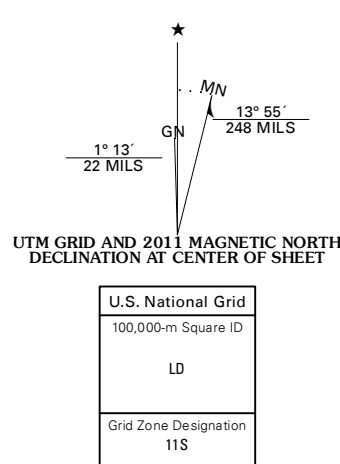 ★
MN
GN
13° 55´
248 MILS
1° 13´
22 MILS
UTM GRID AND 2011 MAGNETIC NORTH
DECLINATION AT CENTER OF SHEET
U.S. National Grid
100,000-m Square ID
LD
Grid Zone Designation
11S